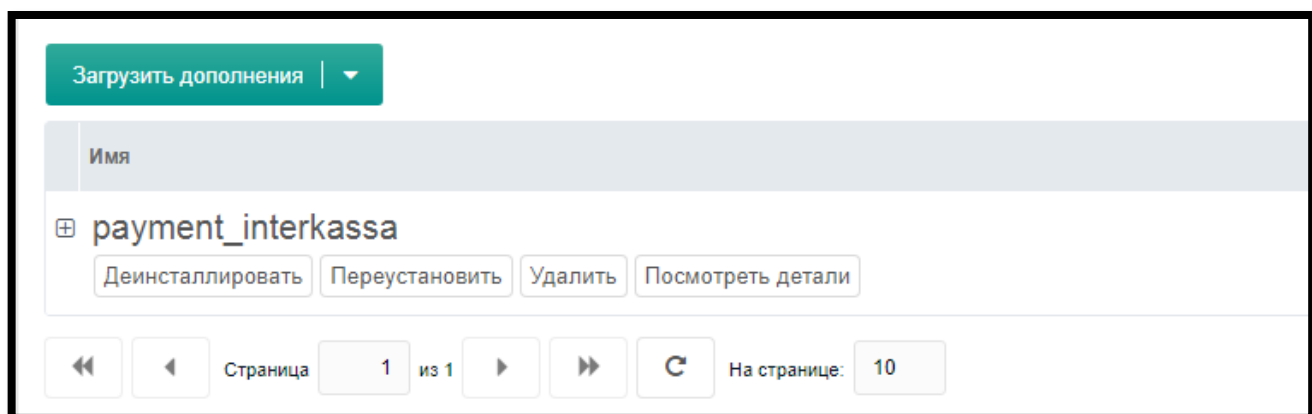 Загрузить дополнения
Имя
payment_interkassa
Деинсталлировать Переустановить Удалить Посмотреть детали
Страница 1 из 1 На странице: 10